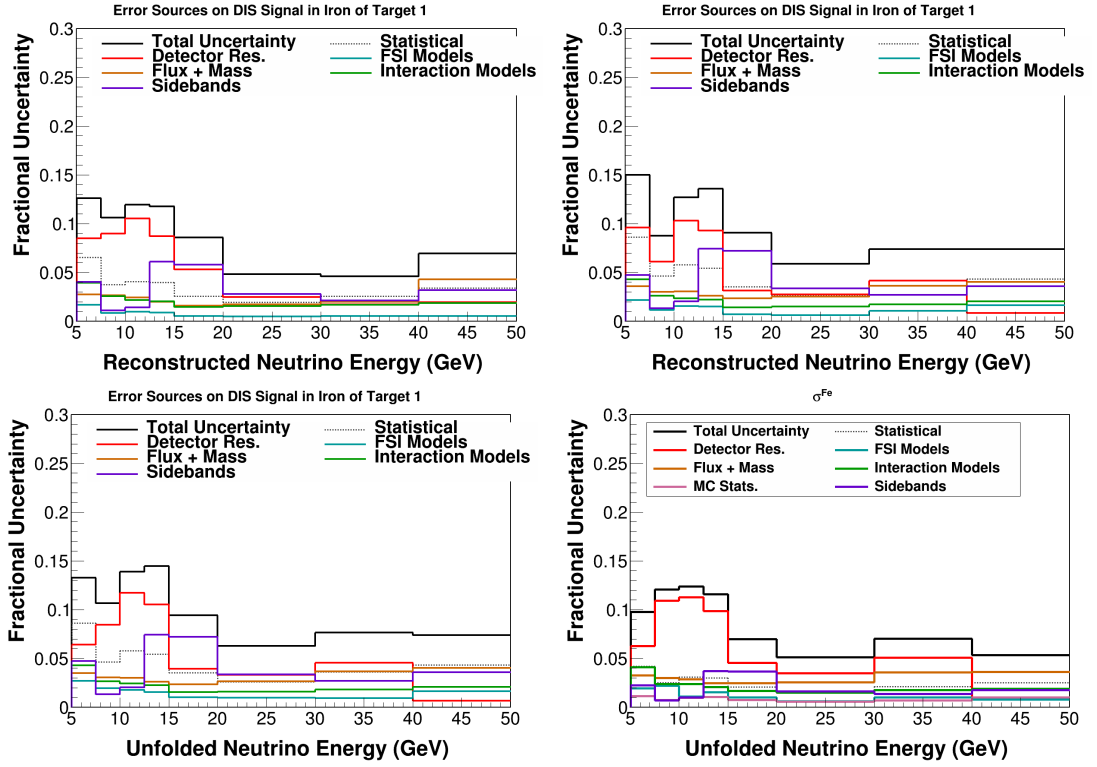 Error Sources on DIS Signal in Iron of Target 1
Fractional Uncertainty
0.3
0.25
0.2
0.15
0.1
0.05
0
Total Uncertainty
Detector Res.
Flux + Mass
Sidebands
Statistical
FSI Models
Interaction Models
5 10 15 20 25 30 35 40 45 50
Reconstructed Neutrino Energy (GeV)
Error Sources on DIS Signal in Iron of Target 1
Fractional Uncertainty
0.3
0.25
0.2
0.15
0.1
0.05
0
Total Uncertainty
Detector Res.
Flux + Mass
Sidebands
Statistical
FSI Models
Interaction Models
5 10 15 20 25 30 35 40 45 50
Reconstructed Neutrino Energy (GeV)
Error Sources on DIS Signal in Iron of Target 1
Fractional Uncertainty
0.3
0.25
0.2
0.15
0.1
0.05
0
Total Uncertainty
Detector Res.
Flux + Mass
Sidebands
Statistical
FSI Models
Interaction Models
5 10 15 20 25 30 35 40 45 50
Unfolded Neutrino Energy (GeV)
σ^Fe
Fractional Uncertainty
0.3
0.25
0.2
0.15
0.1
0.05
0
Total Uncertainty
Detector Res.
Flux + Mass
MC Stats.
Statistical
FSI Models
Interaction Models
Sidebands
5 10 15 20 25 30 35 40 45 50
Unfolded Neutrino Energy (GeV)